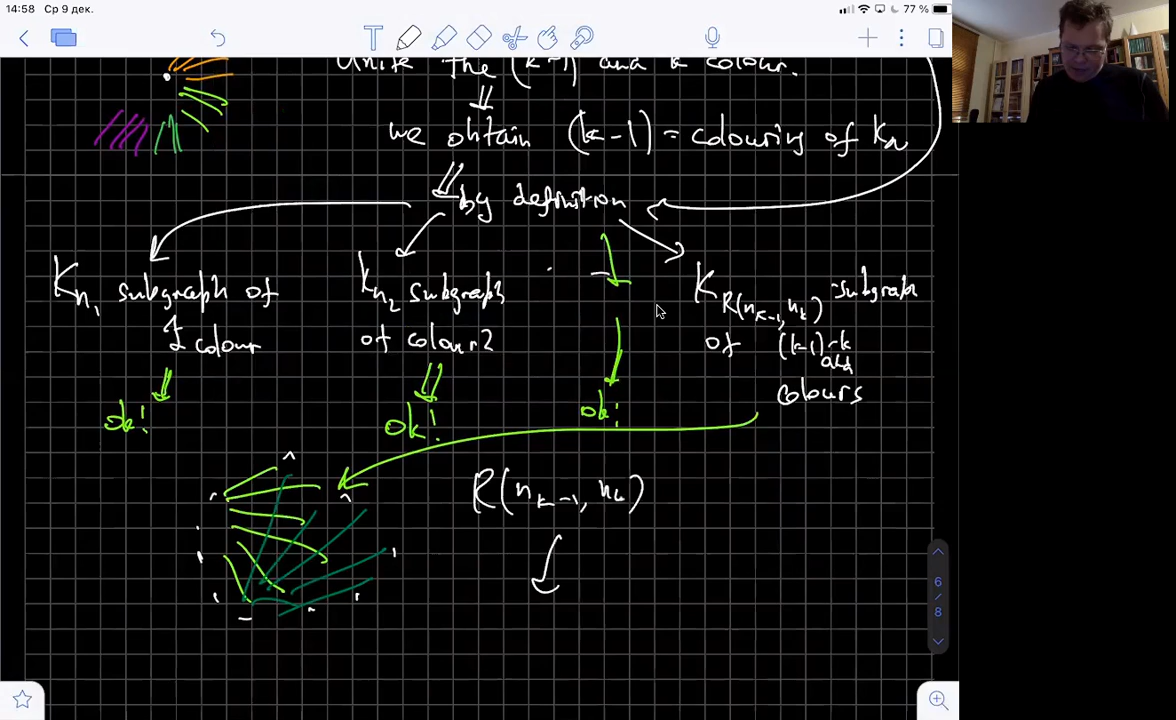 14:58 Ср 9 дек.
77 %
Unite the (k-1) and k colour.
⇓
we obtain (k-1)-colouring of Kn
⇓ by definition
Kn₁ subgraph of
1 colour
Kn₂ subgraph
of colour 2
K R(nk-1, nk) -subgraph
of (k-1) and k
colours
ok!
ok!
ok!
R(nk-1, nk)
6 / 8